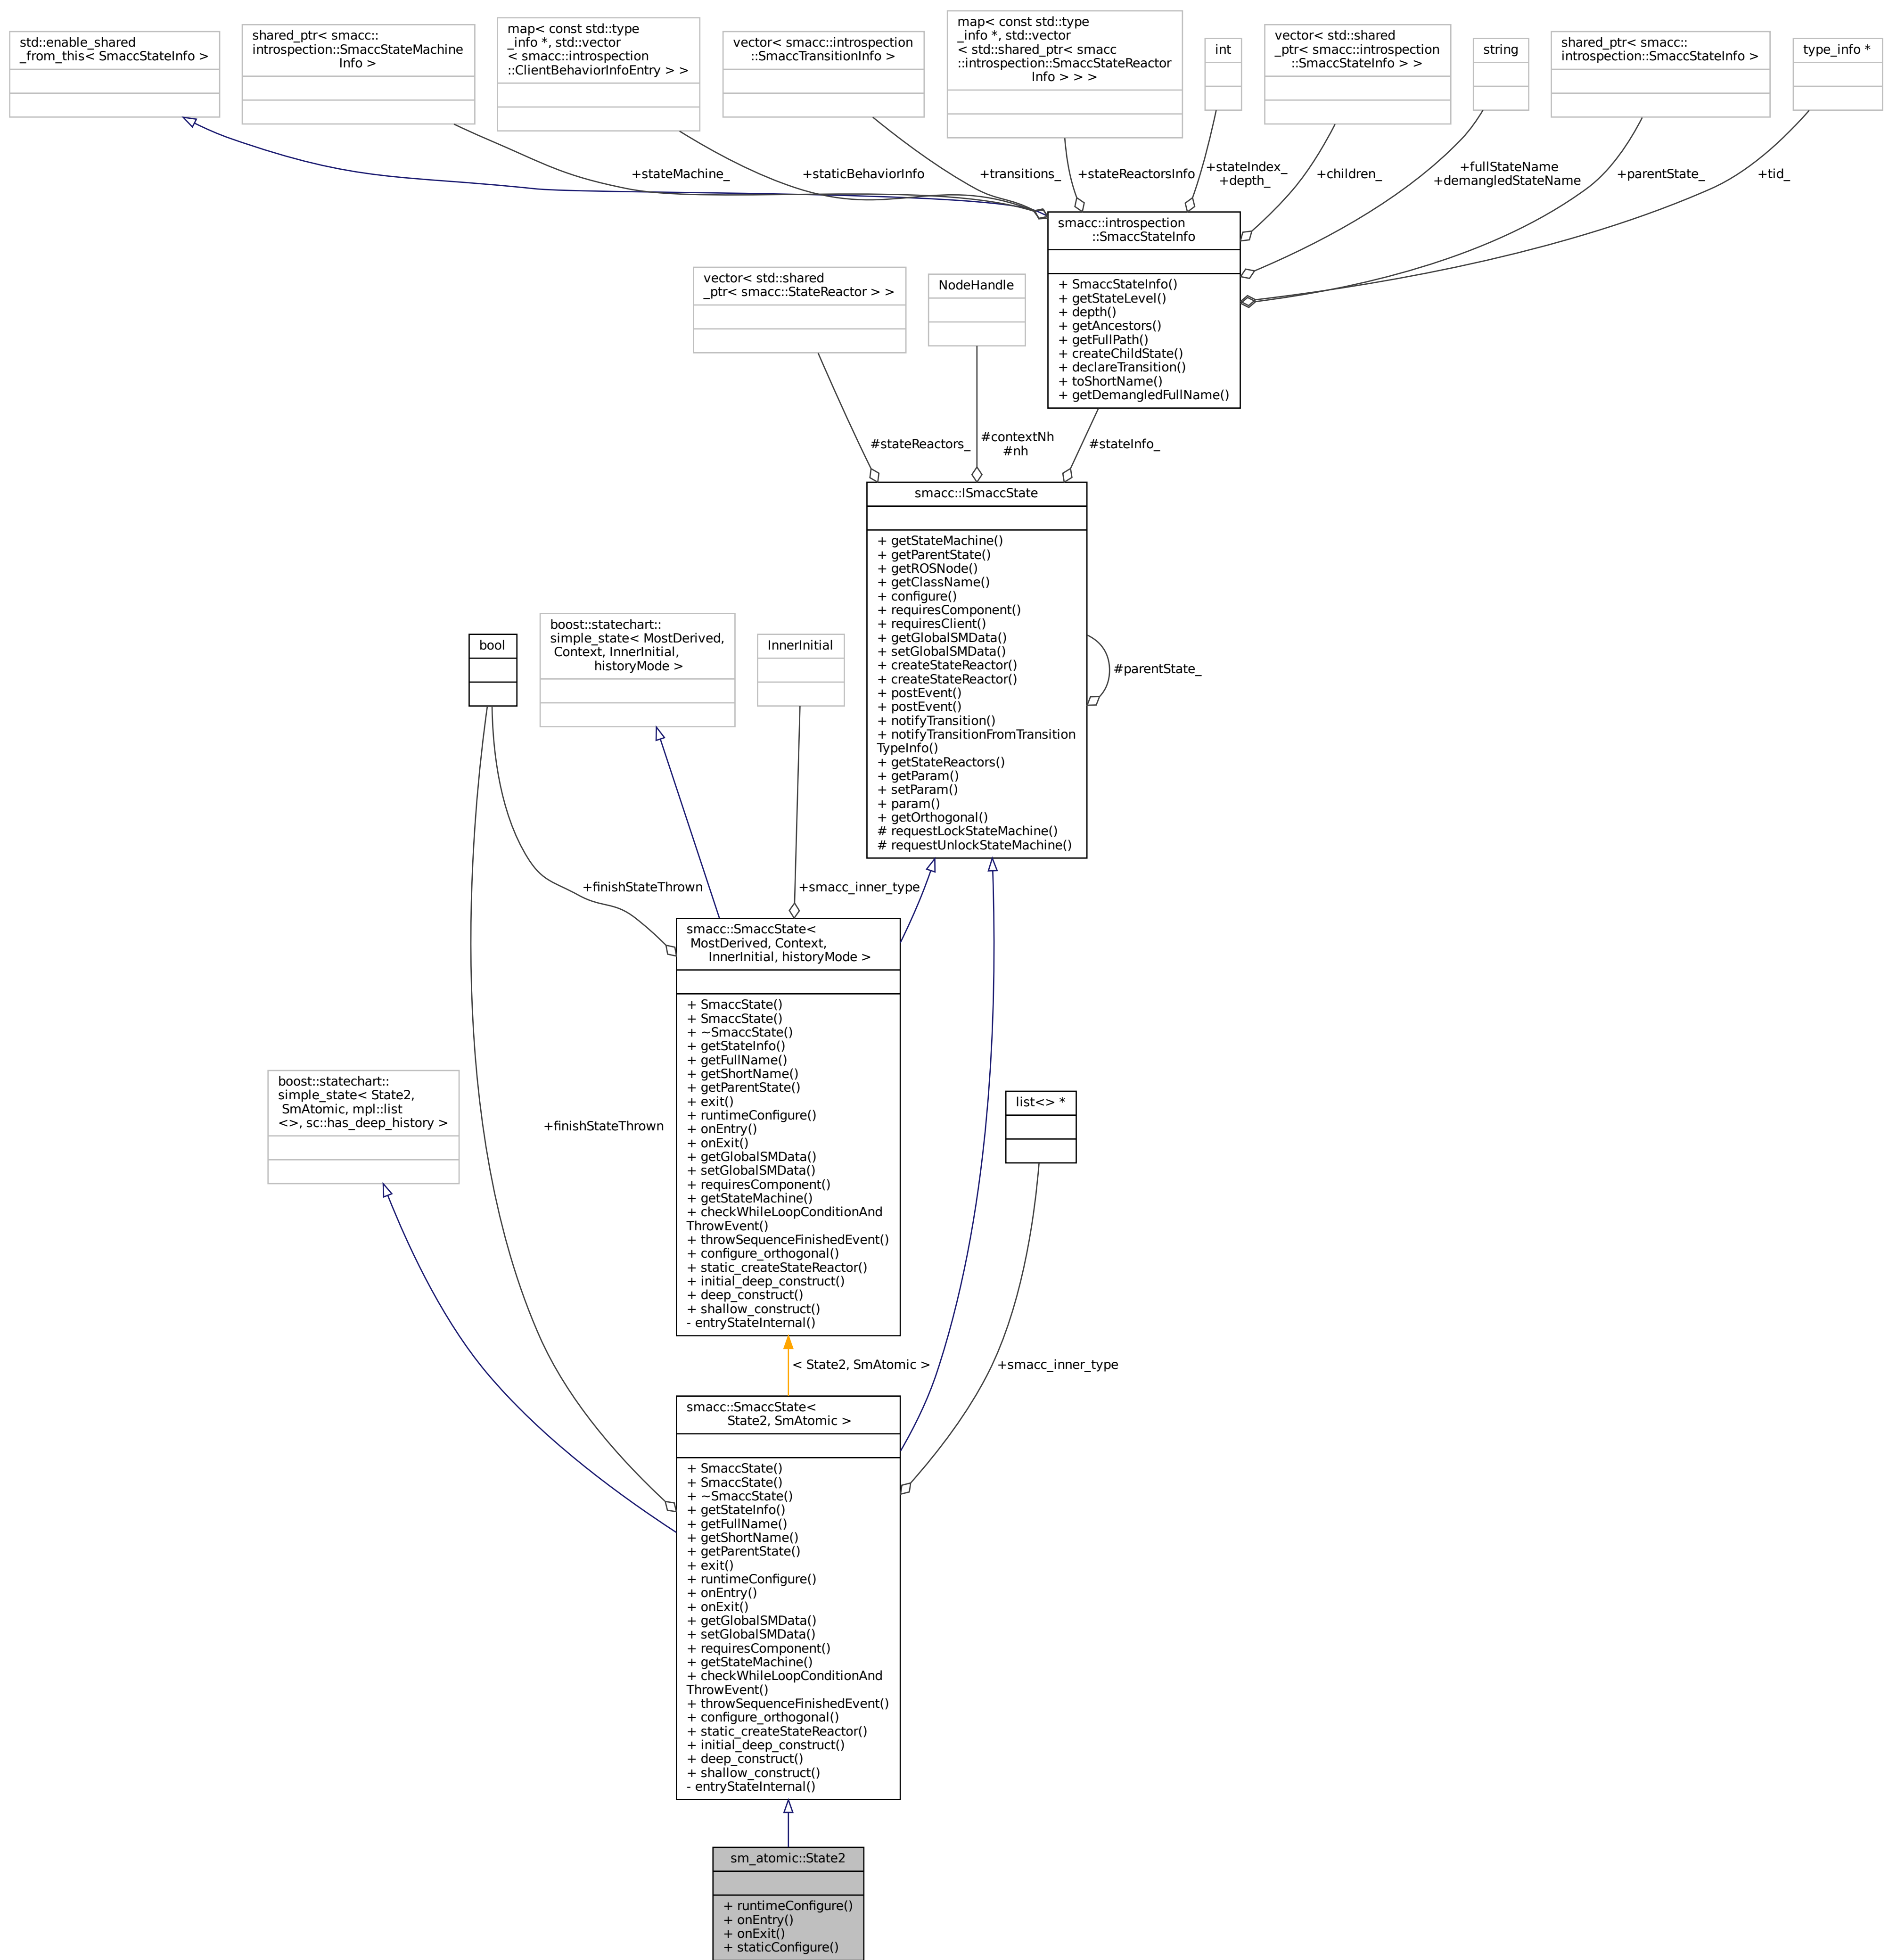 std::enable_shared
_from_this< SmaccStateInfo >
shared_ptr< smacc::
introspection::SmaccStateMachine
Info >
map< const std::type
_info *, std::vector
< smacc::introspection
::ClientBehaviorInfoEntry > >
vector< smacc::introspection
::SmaccTransitionInfo >
map< const std::type
_info *, std::vector
< std::shared_ptr< smacc
::introspection::SmaccStateReactor
Info > > >
int
vector< std::shared
_ptr< smacc::introspection
::SmaccStateInfo > >
string
shared_ptr< smacc::
introspection::SmaccStateInfo >
type_info *
+stateMachine_
+staticBehaviorInfo
+transitions_
+stateReactorsInfo
+stateIndex_
+depth_
+children_
+fullStateName
+demangledStateName
+parentState_
+tid_
smacc::introspection
::SmaccStateInfo
+ SmaccStateInfo()
+ getStateLevel()
+ depth()
+ getAncestors()
+ getFullPath()
+ createChildState()
+ declareTransition()
+ toShortName()
+ getDemangledFullName()
vector< std::shared
_ptr< smacc::StateReactor > >
NodeHandle
#stateReactors_
#contextNh
#nh
#stateInfo_
smacc::ISmaccState
+ getStateMachine()
+ getParentState()
+ getROSNode()
+ getClassName()
+ configure()
+ requiresComponent()
+ requiresClient()
+ getGlobalSMData()
+ setGlobalSMData()
+ createStateReactor()
+ createStateReactor()
+ postEvent()
+ postEvent()
+ notifyTransition()
+ notifyTransitionFromTransition
TypeInfo()
+ getStateReactors()
+ getParam()
+ setParam()
+ param()
+ getOrthogonal()
# requestLockStateMachine()
# requestUnlockStateMachine()
#parentState_
bool
boost::statechart::
simple_state< MostDerived,
Context, InnerInitial,
historyMode >
InnerInitial
+finishStateThrown
+smacc_inner_type
smacc::SmaccState<
MostDerived, Context,
InnerInitial, historyMode >
+ SmaccState()
+ SmaccState()
+ ~SmaccState()
+ getStateInfo()
+ getFullName()
+ getShortName()
+ getParentState()
+ exit()
+ runtimeConfigure()
+ onEntry()
+ onExit()
+ getGlobalSMData()
+ setGlobalSMData()
+ requiresComponent()
+ getStateMachine()
+ checkWhileLoopConditionAnd
ThrowEvent()
+ throwSequenceFinishedEvent()
+ configure_orthogonal()
+ static_createStateReactor()
+ initial_deep_construct()
+ deep_construct()
+ shallow_construct()
- entryStateInternal()
boost::statechart::
simple_state< State2,
SmAtomic, mpl::list
<>, sc::has_deep_history >
+finishStateThrown
list<> *
< State2, SmAtomic >
+smacc_inner_type
smacc::SmaccState<
State2, SmAtomic >
+ SmaccState()
+ SmaccState()
+ ~SmaccState()
+ getStateInfo()
+ getFullName()
+ getShortName()
+ getParentState()
+ exit()
+ runtimeConfigure()
+ onEntry()
+ onExit()
+ getGlobalSMData()
+ setGlobalSMData()
+ requiresComponent()
+ getStateMachine()
+ checkWhileLoopConditionAnd
ThrowEvent()
+ throwSequenceFinishedEvent()
+ configure_orthogonal()
+ static_createStateReactor()
+ initial_deep_construct()
+ deep_construct()
+ shallow_construct()
- entryStateInternal()
sm_atomic::State2
+ runtimeConfigure()
+ onEntry()
+ onExit()
+ staticConfigure()